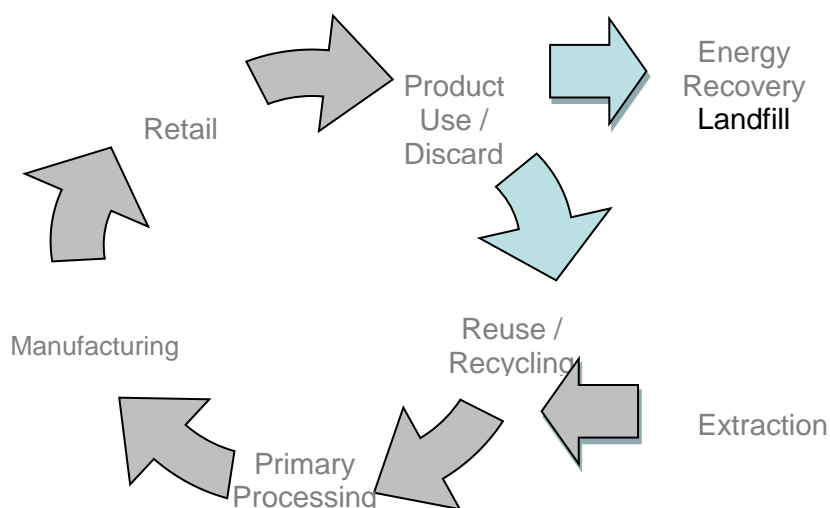 Energy
Recovery
Landfill
Product
Use /
Discard
Retail
Reuse /
Recycling
Manufacturing
Extraction
Primary
Processing